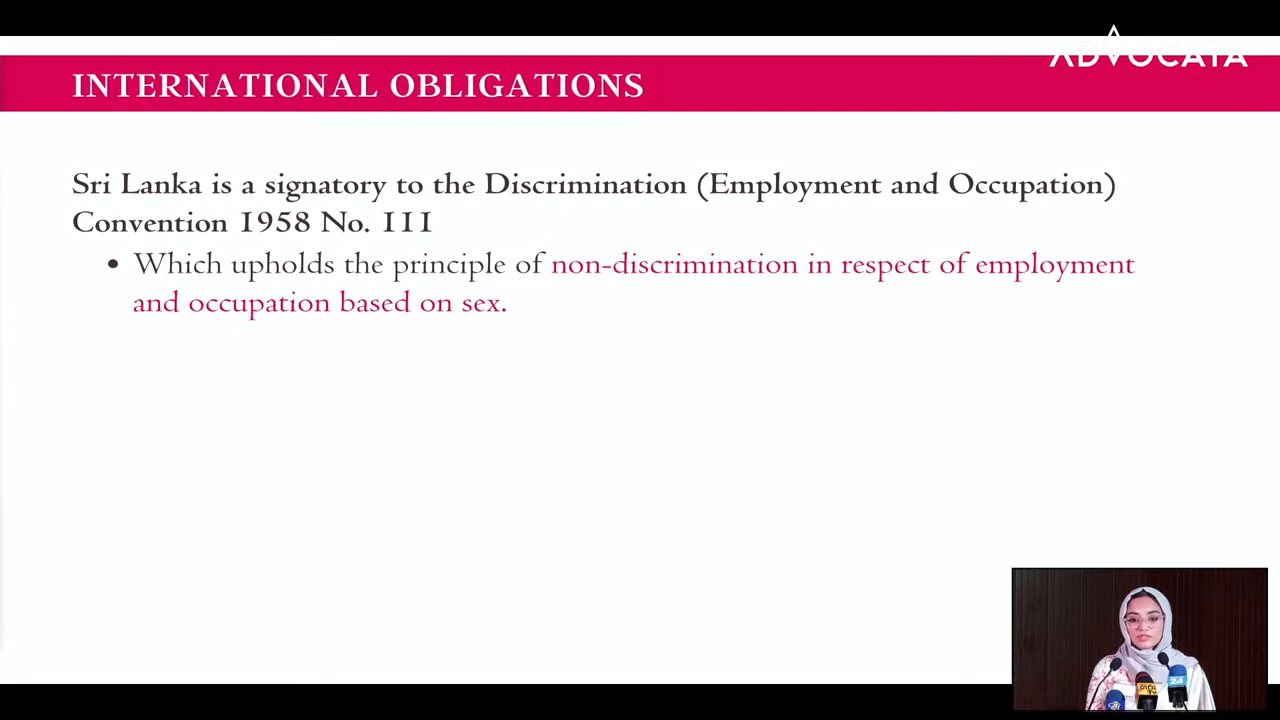 ADVOCATA
INTERNATIONAL OBLIGATIONS
Sri Lanka is a signatory to the Discrimination (Employment and Occupation)
Convention 1958 No. 111
• Which upholds the principle of non-discrimination in respect of employment
and occupation based on sex.
24